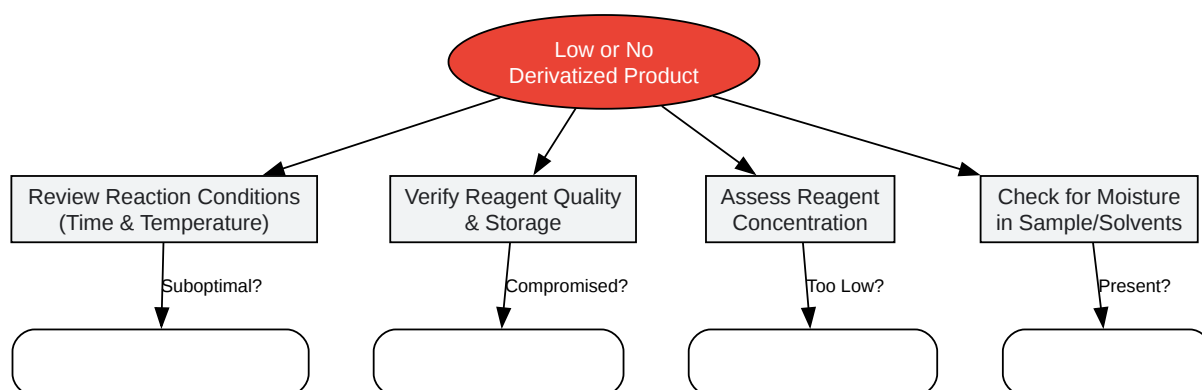 Low or No
Derivatized Product
Review Reaction Conditions
(Time & Temperature)
Verify Reagent Quality
& Storage
Assess Reagent
Concentration
Check for Moisture
in Sample/Solvents
Suboptimal?
Compromised?
Too Low?
Present?